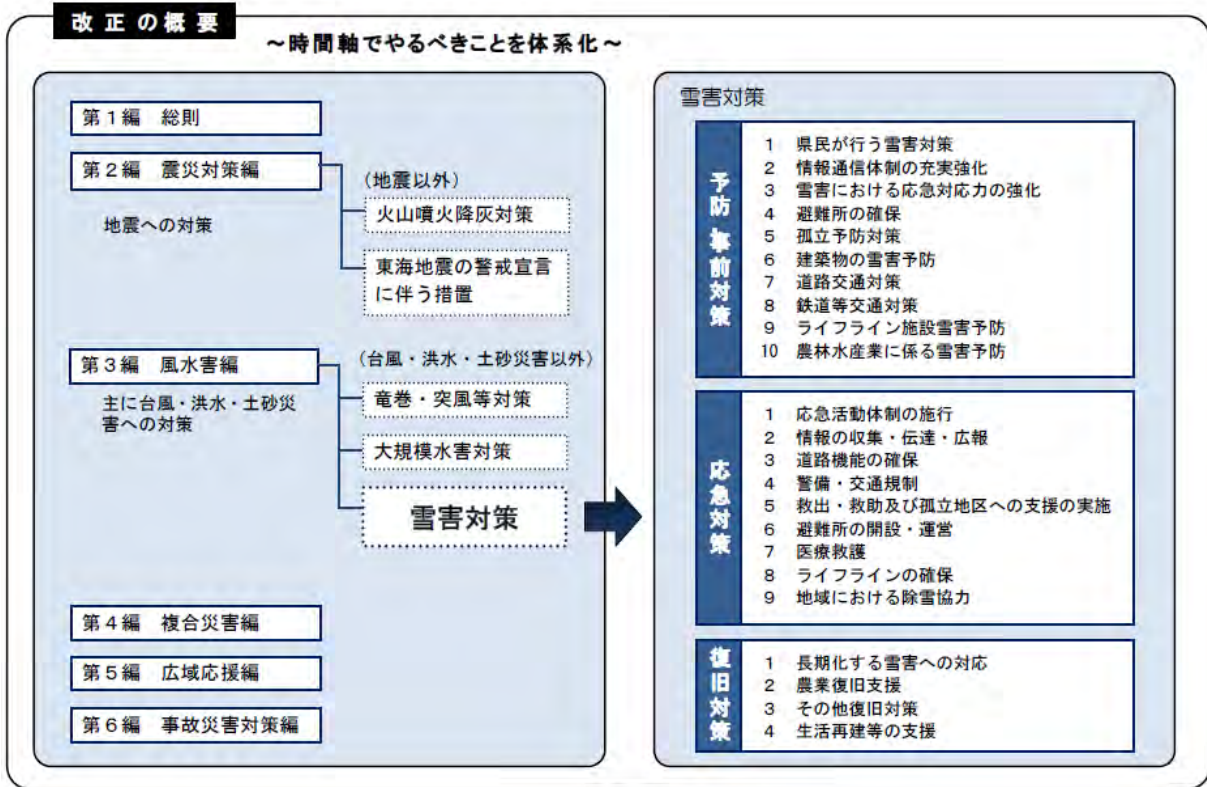 改正の概要
～時間軸でやるべきことを体系化～
第１編 総則
第２編 震災対策編
地震への対策
（地震以外）
火山噴火降灰対策
東海地震の警戒宣言
に伴う措置
第３編 風水害編
主に台風・洪水・土砂災
害への対策
（台風・洪水・土砂災害以外）
竜巻・突風等対策
大規模水害対策
雪害対策
第４編 複合災害編
第５編 広域応援編
第６編 事故災害対策編
雪害対策
予防・事前対策
1 県民が行う雪害対策
2 情報通信体制の充実強化
3 雪害における応急対応力の強化
4 避難所の確保
5 孤立予防対策
6 建築物の雪害予防
7 道路交通対策
8 鉄道等交通対策
9 ライフライン施設雪害予防
10 農林水産業に係る雪害予防
応急対策
1 応急活動体制の施行
2 情報の収集・伝達・広報
3 道路機能の確保
4 警備・交通規制
5 救出・救助及び孤立地区への支援の実施
6 避難所の開設・運営
7 医療救護
8 ライフラインの確保
9 地域における除雪協力
復旧対策
1 長期化する雪害への対応
2 農業復旧支援
3 その他復旧対策
4 生活再建等の支援